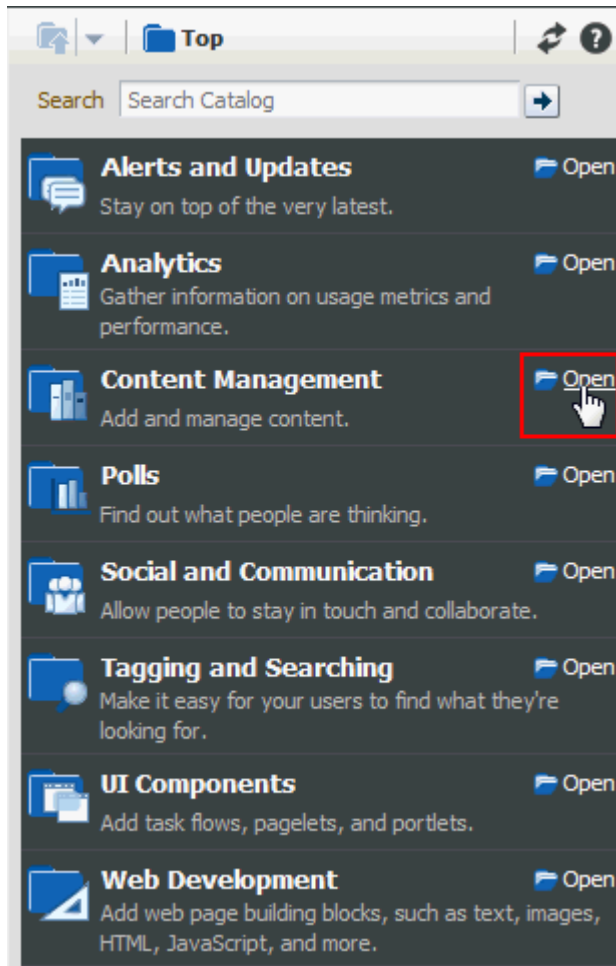 Top
Search Search Catalog
Alerts and Updates Open
Stay on top of the very latest.
Analytics Open
Gather information on usage metrics and
performance.
Content Management Open
Add and manage content.
Polls Open
Find out what people are thinking.
Social and Communication Open
Allow people to stay in touch and collaborate.
Tagging and Searching Open
Make it easy for your users to find what they're
looking for.
UI Components Open
Add task flows, pagelets, and portlets.
Web Development Open
Add web page building blocks, such as text, images,
HTML, JavaScript, and more.